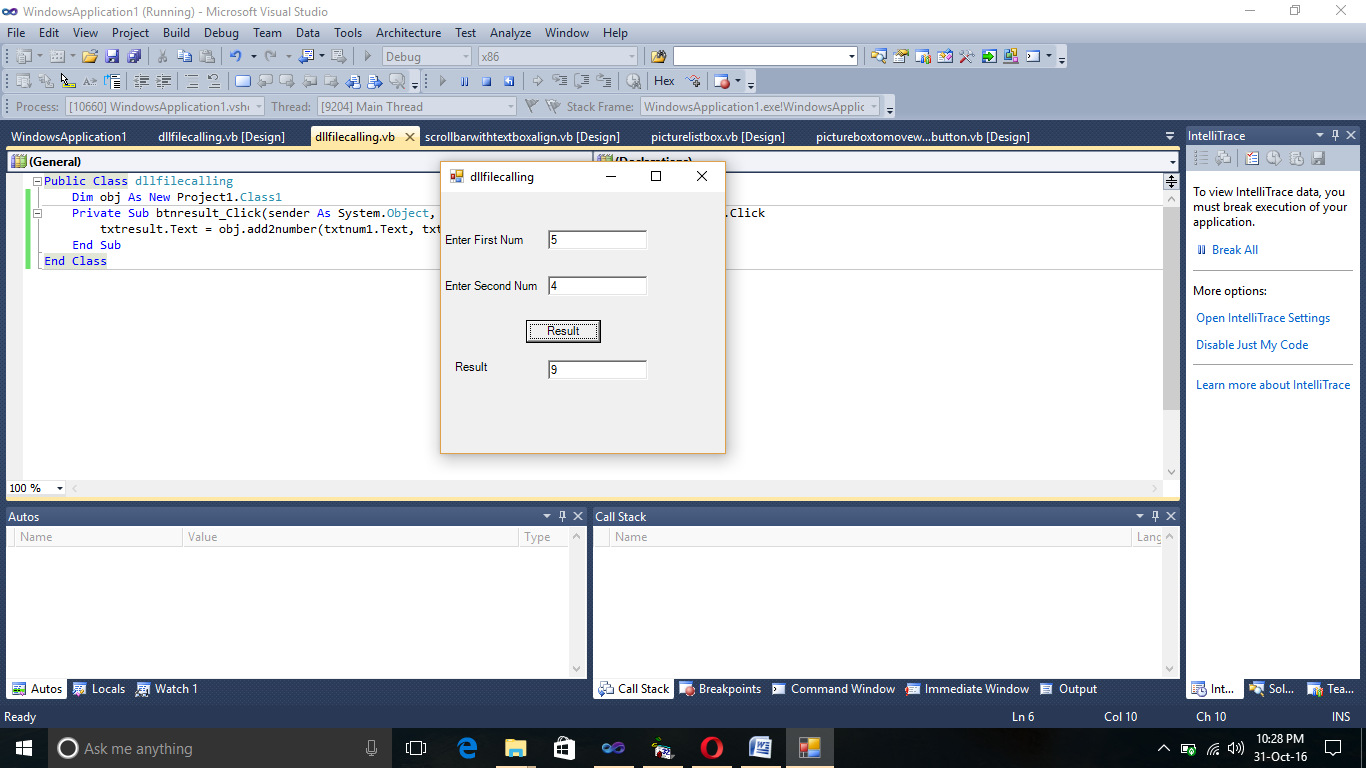 WindowsApplication1 (Running) - Microsoft Visual Studio
File Edit View Project Build Debug Team Data Tools Architecture Test Analyze Window Help
Debug x86
Hex
Process: [10660] WindowsApplication1.vsh Thread: [9204] Main Thread Stack Frame: WindowsApplication1.exe!WindowsApplic
WindowsApplication1 dllfilecalling.vb [Design] dllfilecalling.vb scrollbarwithtextboxalign.vb [Design] picturelistbox.vb [Design] pictureboxtomovew...button.vb [Design]
(General) (Declarations)
Public Class dllfilecalling
Dim obj As New Project1.Class1
Private Sub btnresult_Click(sender As System.Object, .Click
txtresult.Text = obj.add2number(txtnum1.Text, txt
End Sub
End Class
dllfilecalling
Enter First Num 5
Enter Second Num 4
Result
Result 9
IntelliTrace
To view IntelliTrace data, you
must break execution of your
application.
Break All
More options:
Open IntelliTrace Settings
Disable Just My Code
Learn more about IntelliTrace
100 %
Autos
Name Value Type
Call Stack
Name Lang
Autos Locals Watch 1
Call Stack Breakpoints Command Window Immediate Window Output
Int... Sol... Tea...
Ready Ln 6 Col 10 Ch 10 INS
Ask me anything
10:28 PM
31-Oct-16